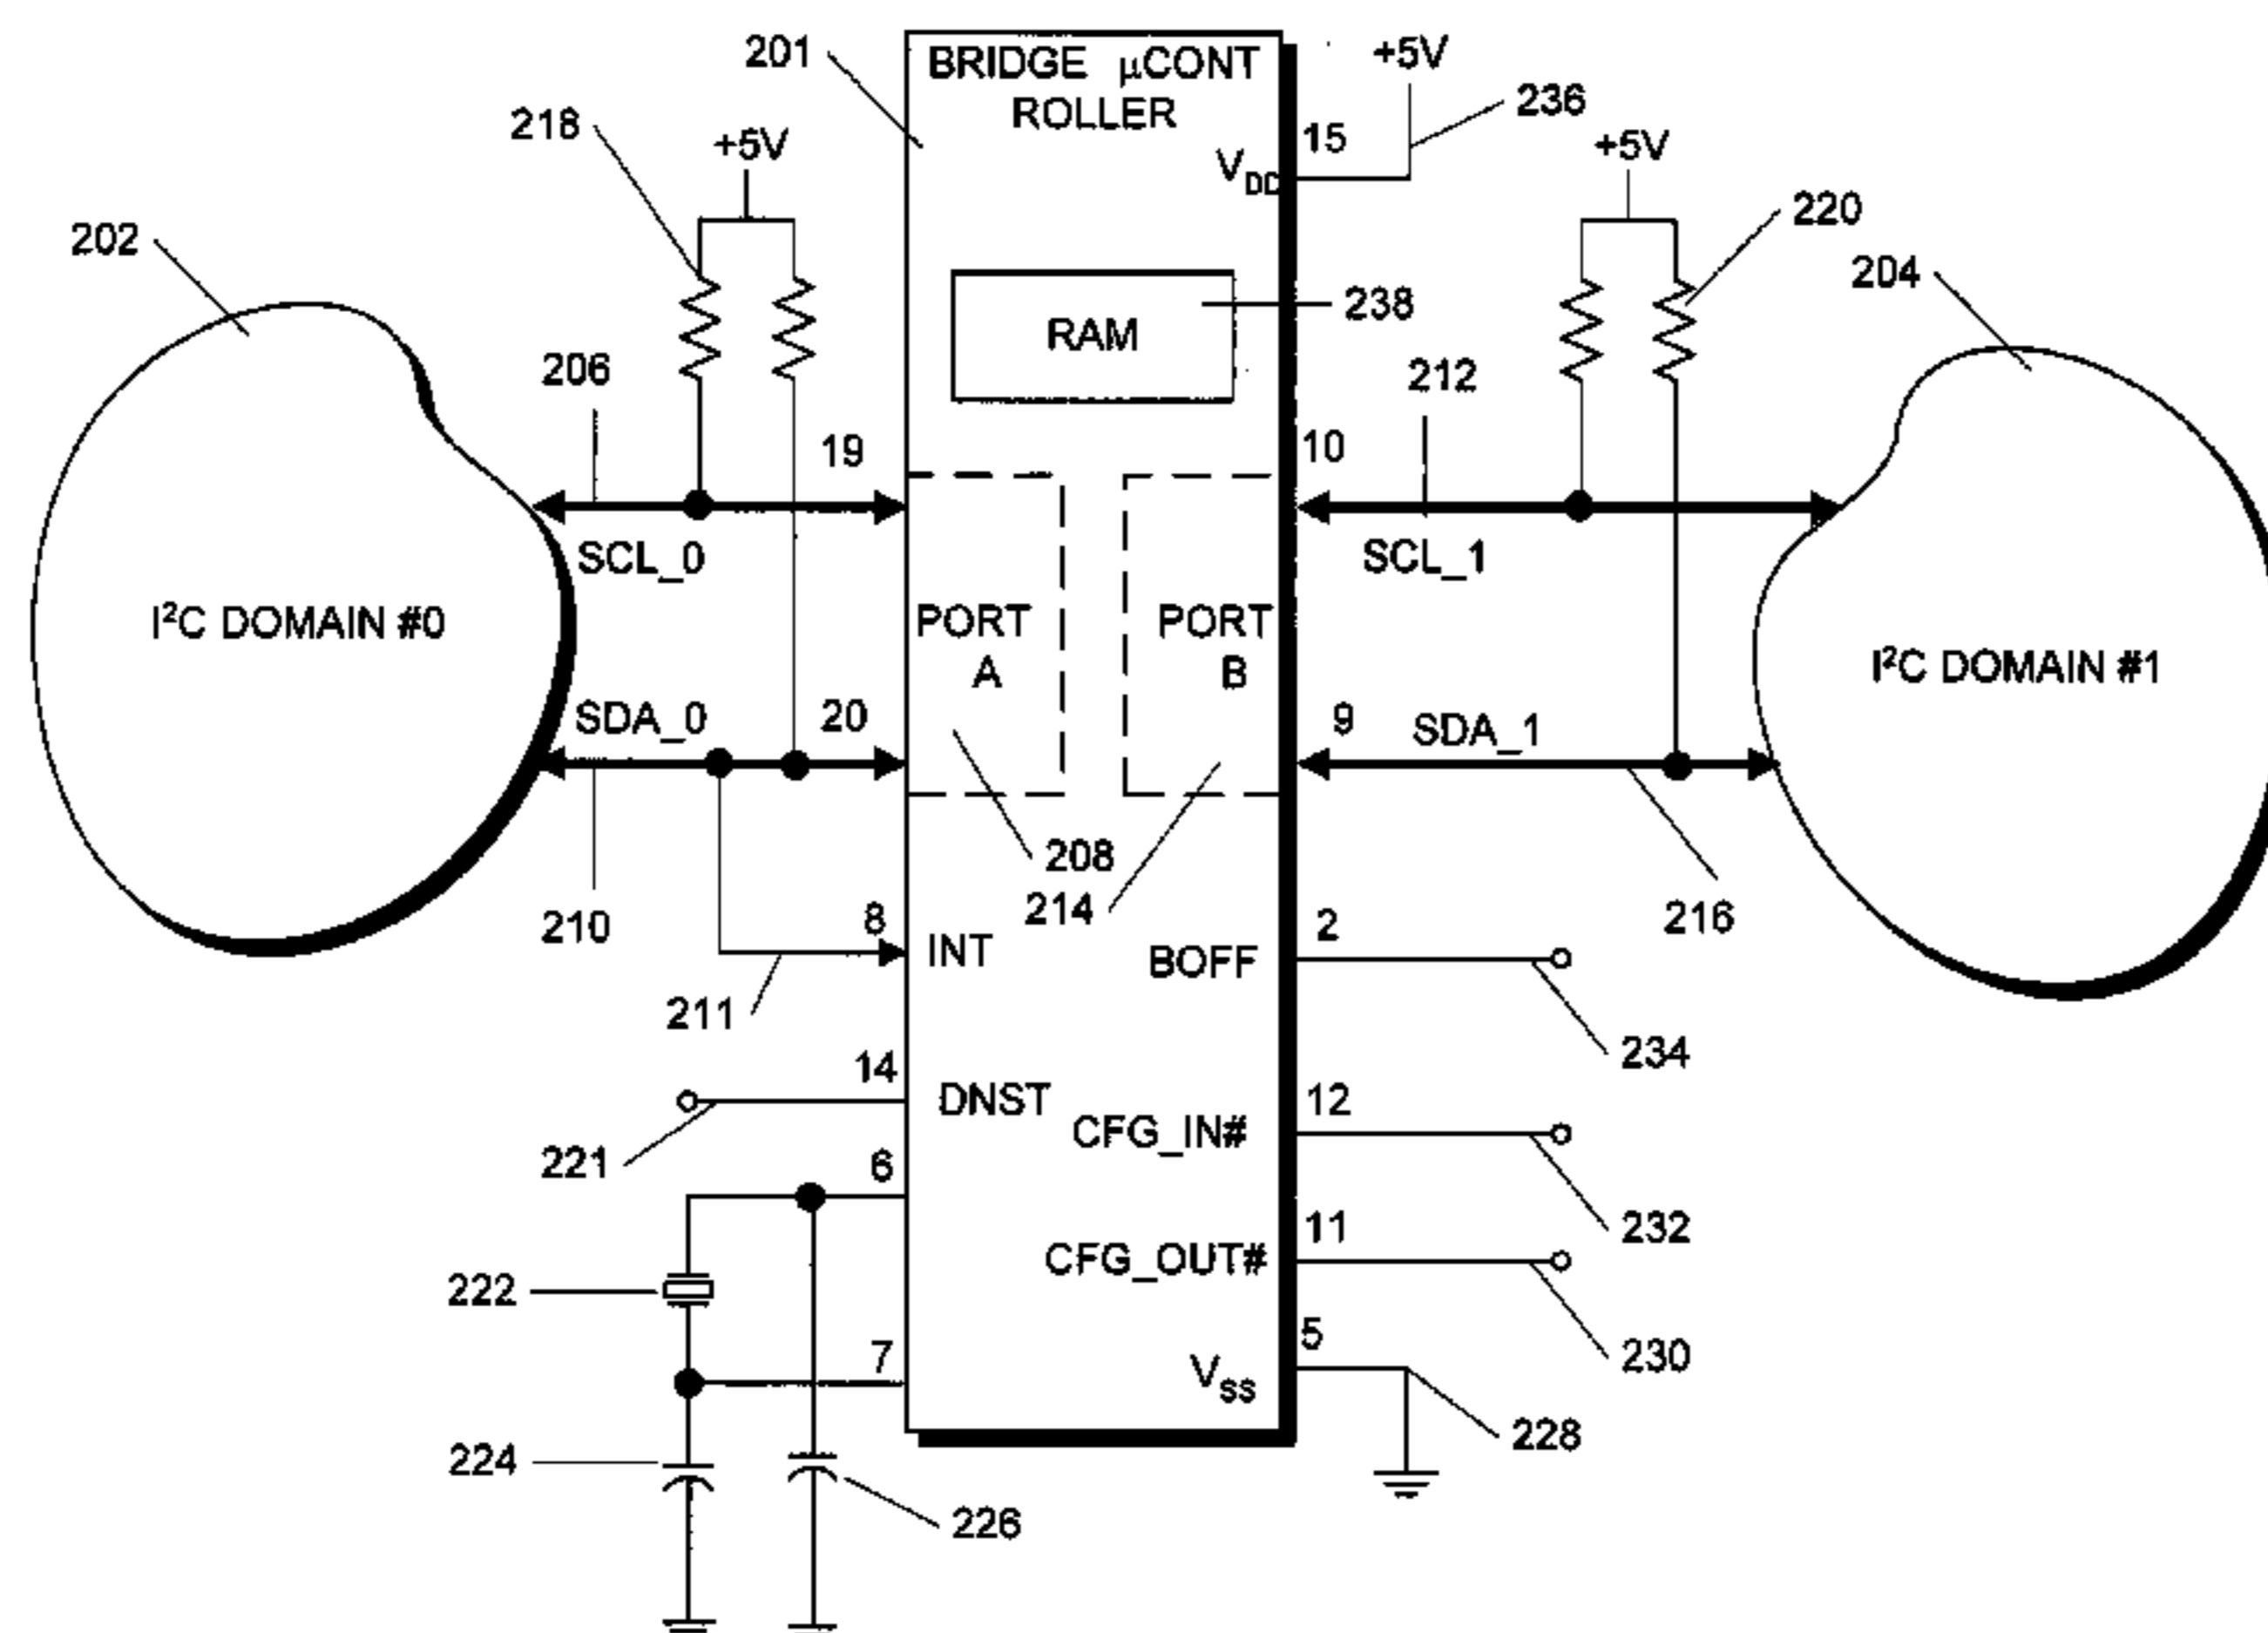 201
BRIDGE μCONT
ROLLER
+5V
236
218
+5V
15
V_DC
+5V
220
202
204
RAM
238
206
212
19
10
SCL_0
SCL_1
I²C DOMAIN #0
PORT
A
PORT
B
I²C DOMAIN #1
SDA_0
20
9
SDA_1
208
210
8
INT
214
2
BOFF
216
211
234
14
DNST
12
CFG_IN#
221
6
232
11
CFG_OUT#
222
230
7
5
V_SS
224
228
226